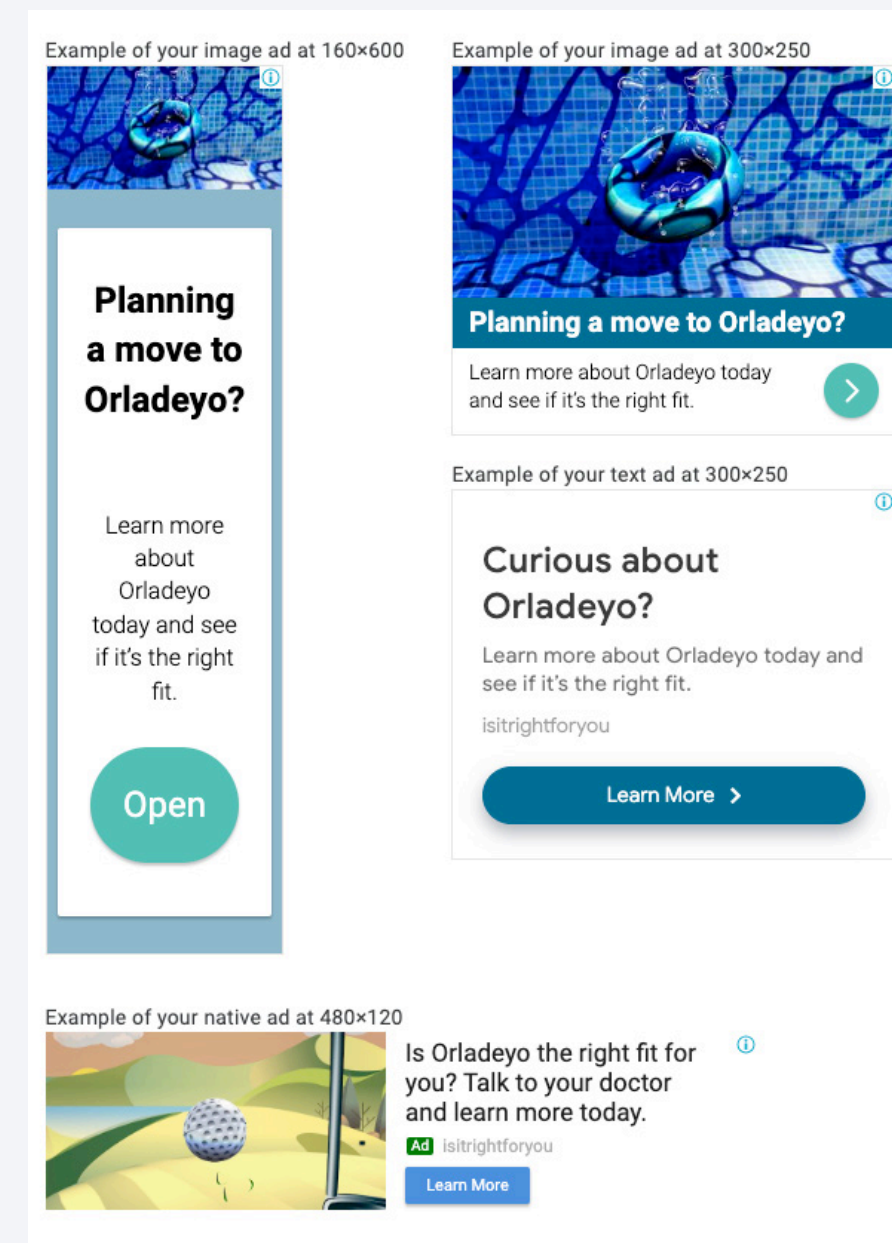 Example of your image ad at 160×600
Planning
a move to
Orladeyo?
Learn more
about
Orladeyo
today and see
if it's the right
fit.
Open
Example of your image ad at 300×250
Planning a move to Orladeyo?
Learn more about Orladeyo today
and see if it's the right fit.
Example of your text ad at 300×250
Curious about
Orladeyo?
Learn more about Orladeyo today and
see if it's the right fit.
isitrightforyou
Learn More
Example of your native ad at 480×120
Is Orladeyo the right fit for
you? Talk to your doctor
and learn more today.
Ad isitrightforyou
Learn More